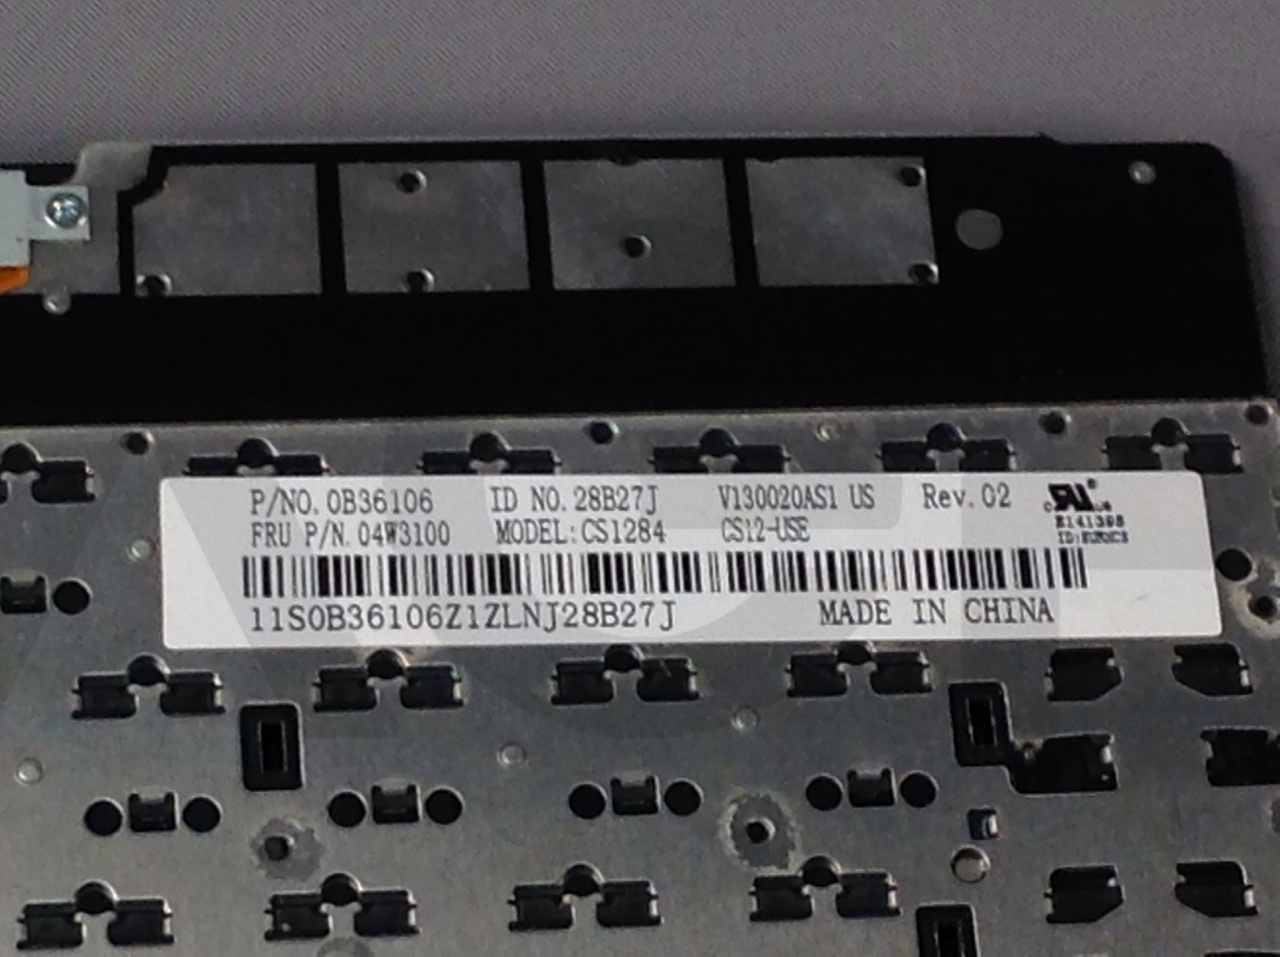 P/NO. 0B36106 ID NO. 28B27J V130020AS1 US Rev. 02
FRU P/N. 04W3100 MODEL: CS1284 CS12-USE
E141395
11S0B36106Z1ZLNJ28B27J MADE IN CHINA